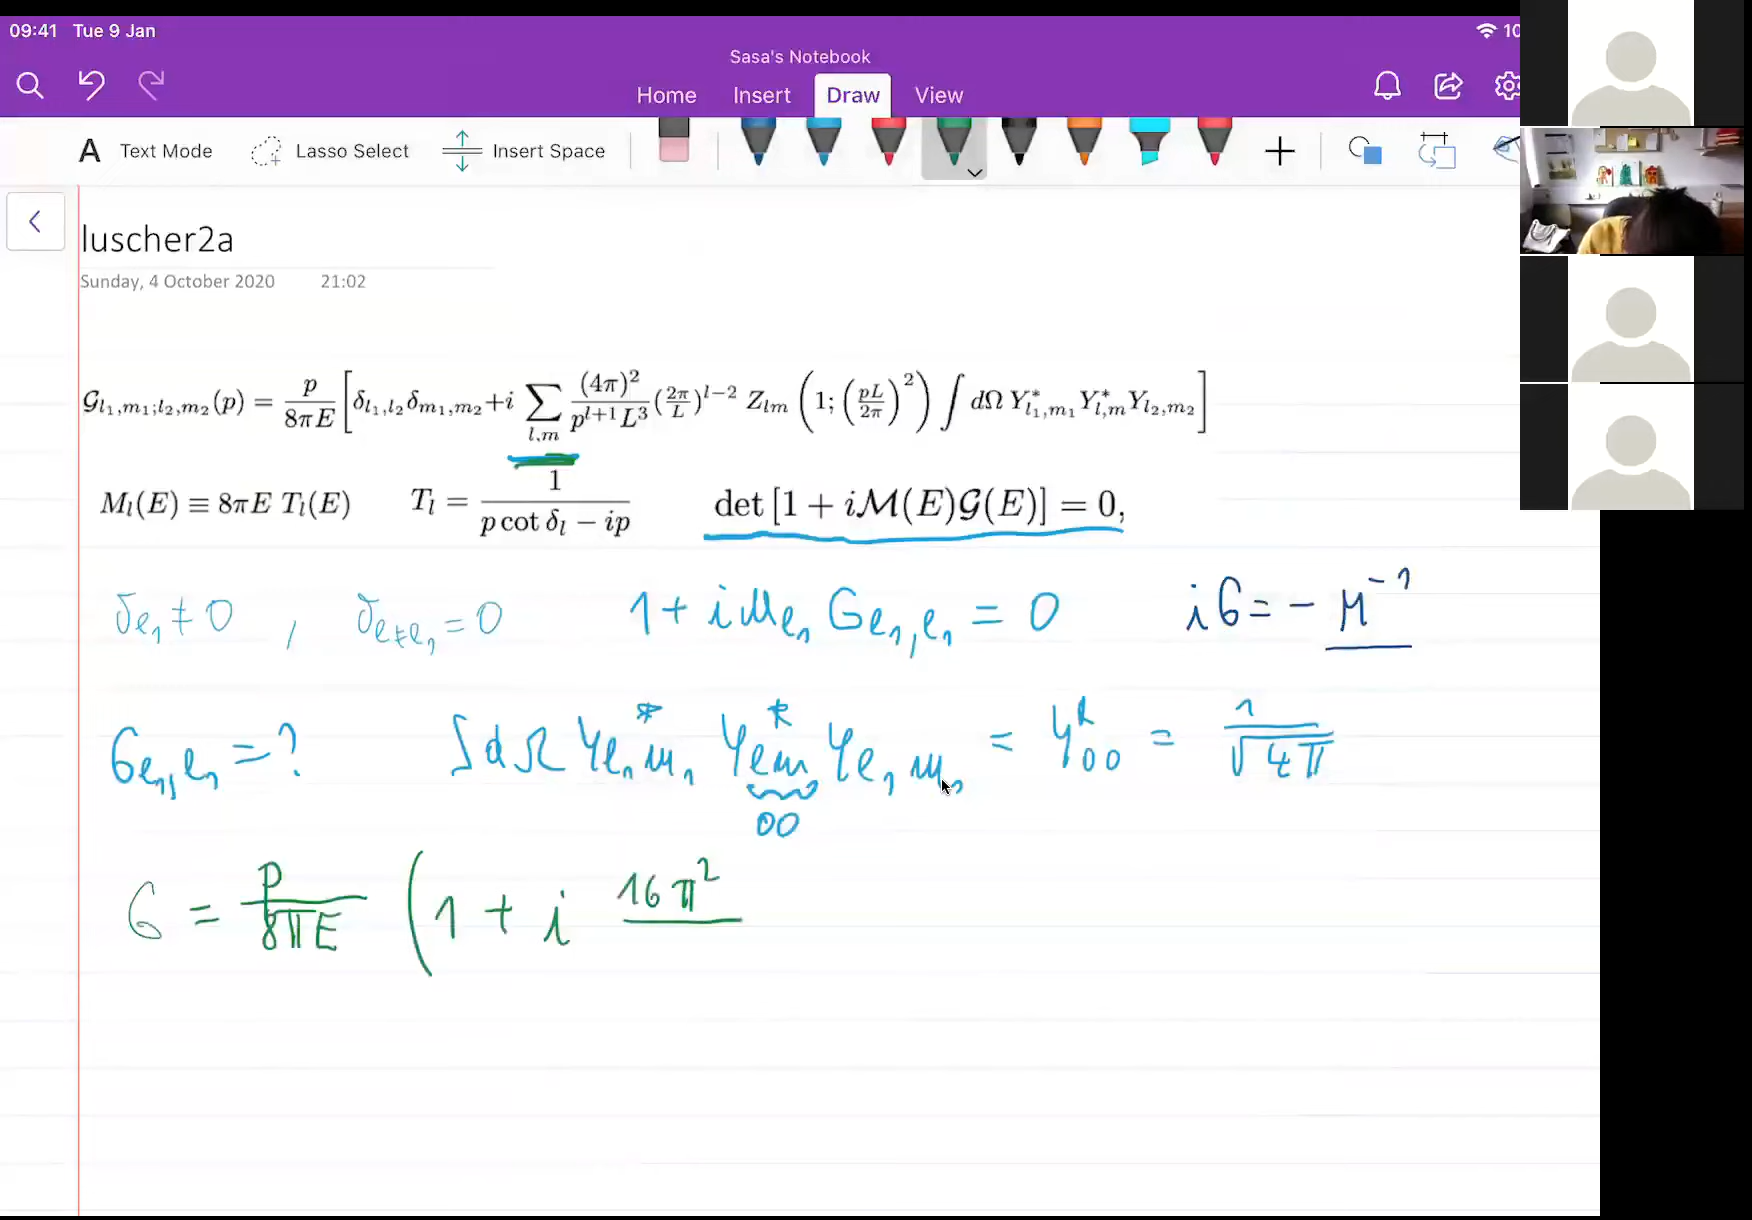 09:41 Tue 9 Jan
10
Sasa's Notebook
Home Insert Draw View
A Text Mode Lasso Select Insert Space
luscher2a
Sunday, 4 October 2020 21:02
𝒢_{l₁,m₁;l₂,m₂}(p) = p/(8πE) [ δ_{l₁,l₂} δ_{m₁,m₂} + i ∑_{l,m} (4π)²/(p^{l+1} L³) (2π/L)^{l−2} Z_{lm} (1; (pL/2π)²) ∫ dΩ Y*_{l₁,m₁} Y*_{l,m} Y_{l₂,m₂} ]
M_l(E) ≡ 8πE T_l(E) T_l = 1/(p cot δ_l − ip) det [1 + iℳ(E)𝒢(E)] = 0,
δ_{l₁} ≠ 0 , δ_{l≠l₁} = 0 1 + i M_{l₁} G_{l₁,l₁} = 0 i G = − M⁻¹
G_{l₁,l₁} = ? ∫ dΩ Y*_{l₁m₁} Y*_{lm} Y_{l₁m₁} = Y*_{00} = 1/√4π
00
G = p/(8πE) ( 1 + i 16π²